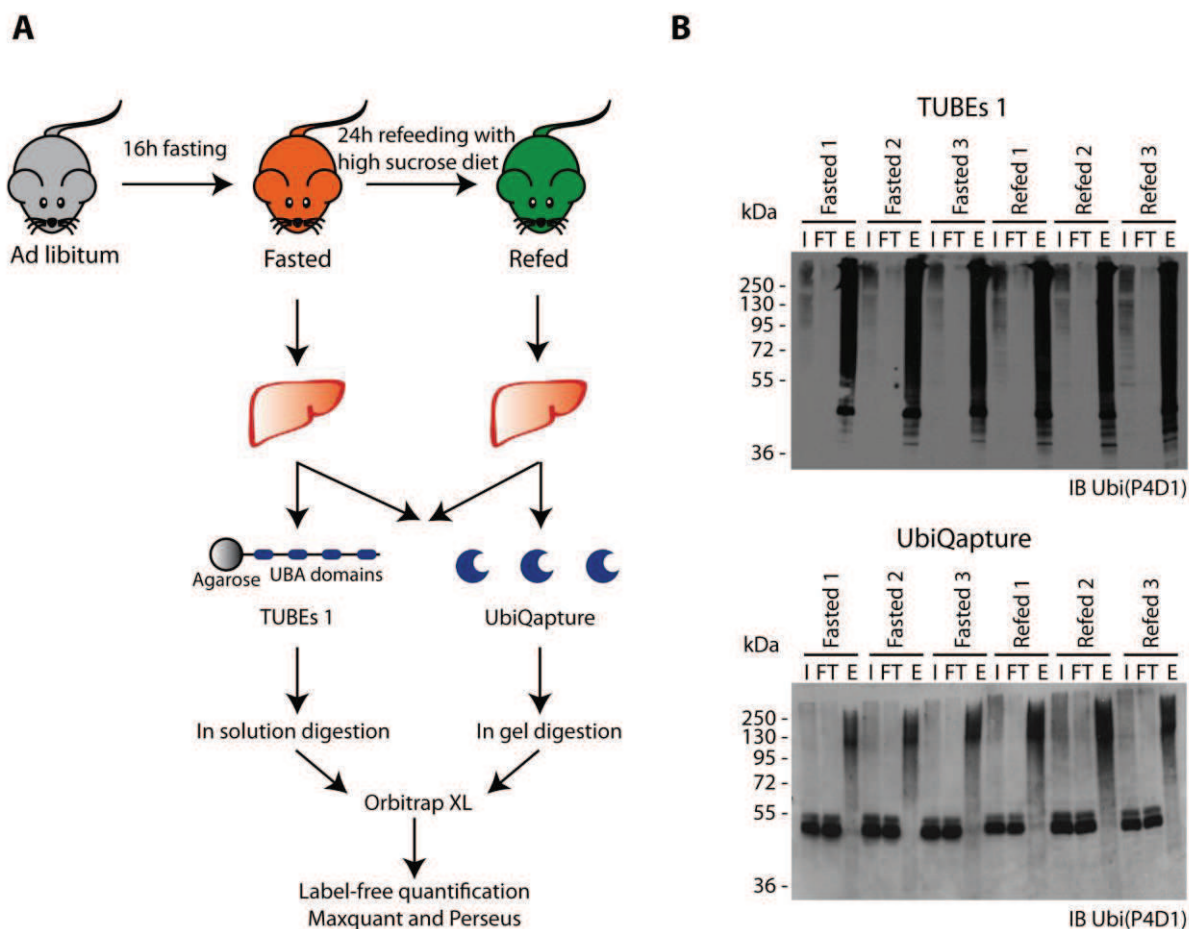 A
16h fasting
24h refeeding with
high sucrose diet
Ad libitum
Fasted
Refed
Agarose
UBA domains
TUBEs 1
UbiQapture
In solution digestion
In gel digestion
Orbitrap XL
Label-free quantification
Maxquant and Perseus
B
TUBEs 1
kDa
Fasted 1
Fasted 2
Fasted 3
Refed 1
Refed 2
Refed 3
I FT E I FT E I FT E I FT E I FT E I FT E
250 -
130 -
95 -
72 -
55 -
36 -
IB Ubi(P4D1)
UbiQapture
kDa
Fasted 1
Fasted 2
Fasted 3
Refed 1
Refed 2
Refed 3
I FT E I FT E I FT E I FT E I FT E I FT E
250 -
130 -
95 -
72 -
55 -
36 -
IB Ubi(P4D1)